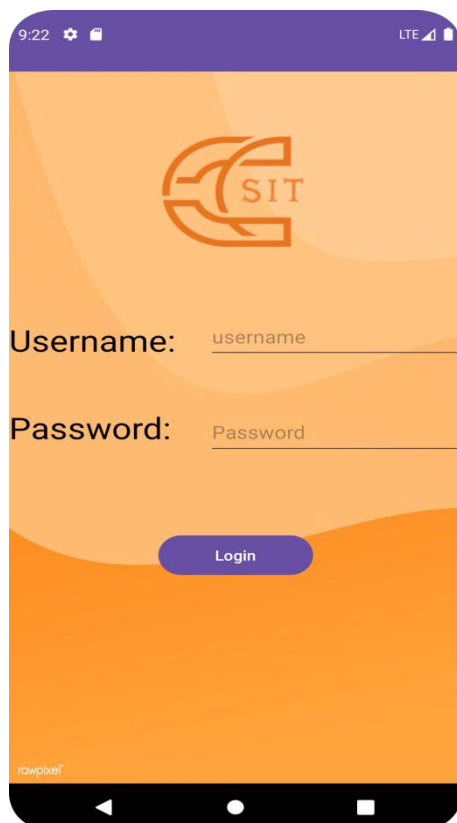 9:22 LTE
SIT
Username: username
Password: Password
Login
rawpixel